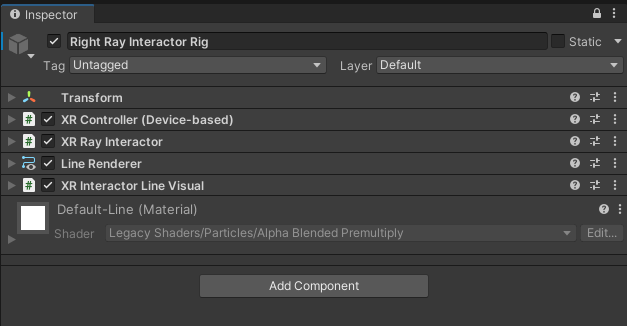 Inspector
Right Ray Interactor Rig Static
Tag Untagged Layer Default
Transform
XR Controller (Device-based)
XR Ray Interactor
Line Renderer
XR Interactor Line Visual
Default-Line (Material)
Shader Legacy Shaders/Particles/Alpha Blended Premultiply Edit...
Add Component